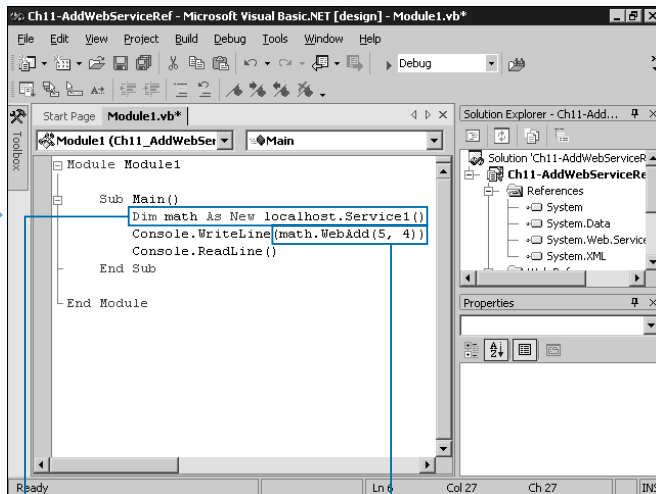 Ch11-AddWebServiceRef - Microsoft Visual Basic.NET [design] - Module1.vb*
File Edit View Project Build Debug Tools Window Help
Debug
Start Page Module1.vb*
Solution Explorer - Ch11-Add...
Toolbox
Module1 (Ch11_AddWebSer
Main
Solution 'Ch11-AddWebServiceR
Ch11-AddWebServiceRe
References
System
System.Data
System.Web.Service
System.XML
Module Module1
Sub Main()
Dim math As New localhost.Service1()
Console.WriteLine(math.WebAdd(5, 4))
Console.ReadLine()
End Sub
End Module
Properties
Ready Ln 6 Col 27 Ch 27 INS